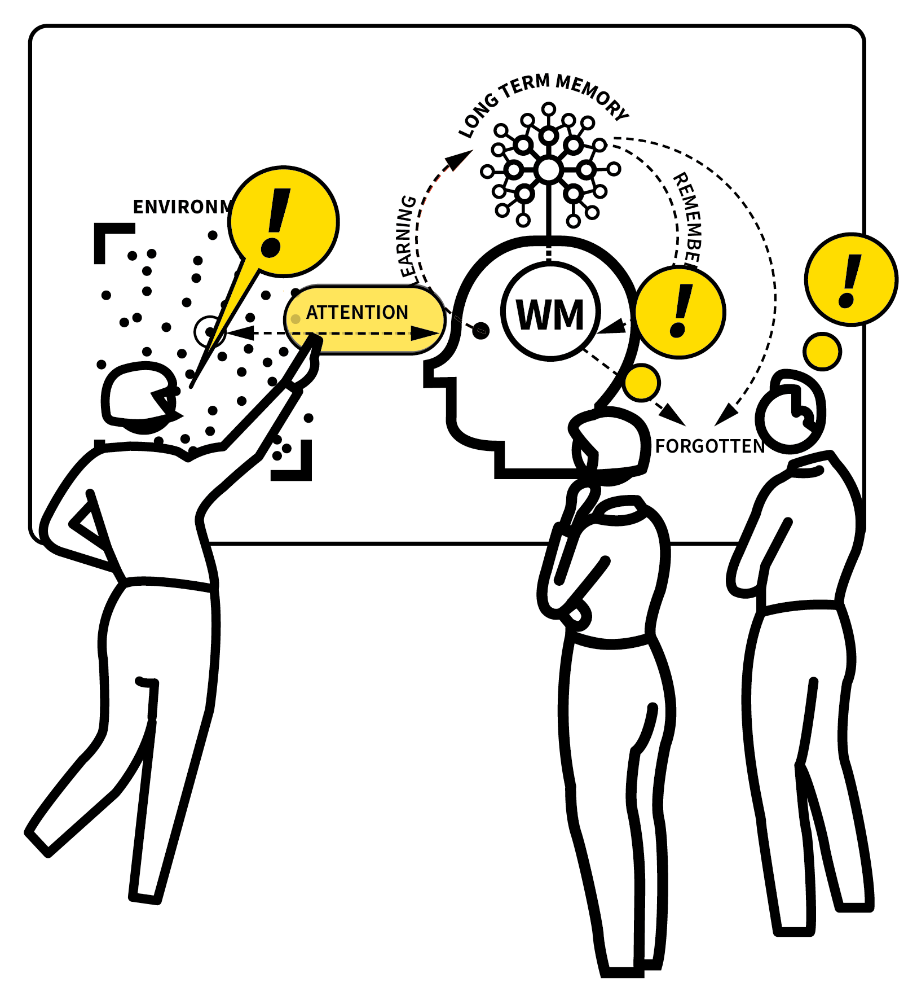 LONG TERM MEMORY
ENVIRONM
!
LEARNING
REMEMBE
ATTENTION
WM
!
!
FORGOTTEN